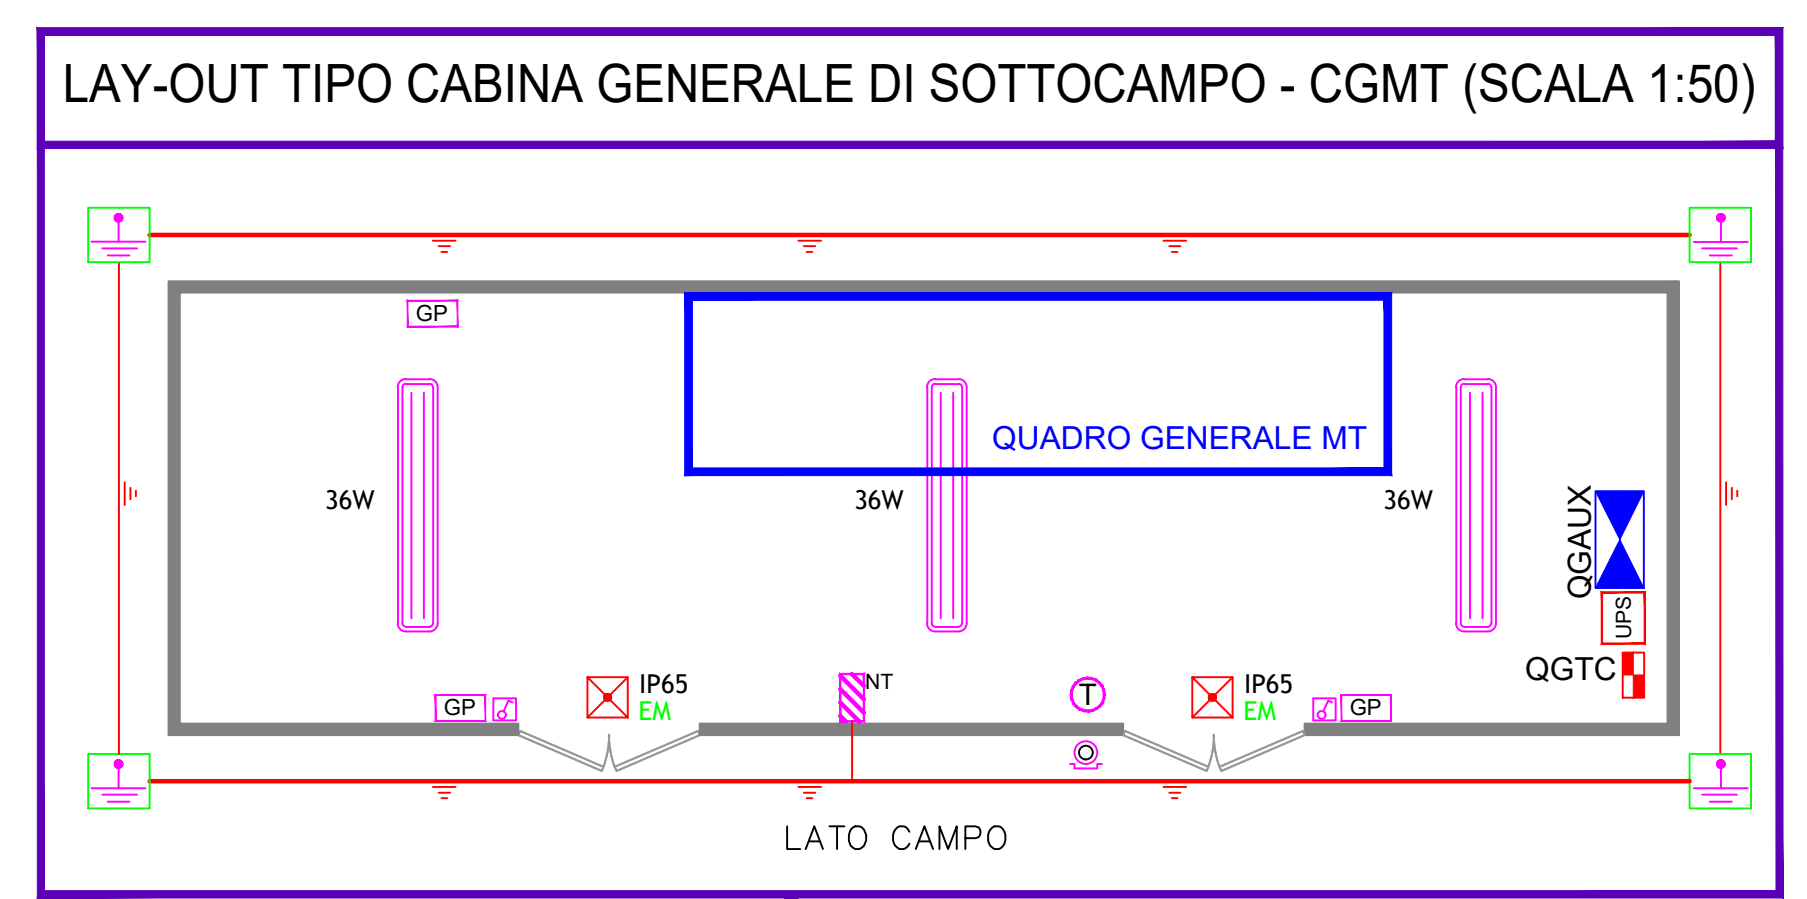 LAY-OUT TIPO CABINA GENERALE DI SOTTOCAMPO - CGMT (SCALA 1:50)
GP
QUADRO GENERALE MT
36W
36W
36W
QGAUX
UPS
QGTC
IP65
EM
NT
T
IP65
EM
GP
GP
LATO CAMPO